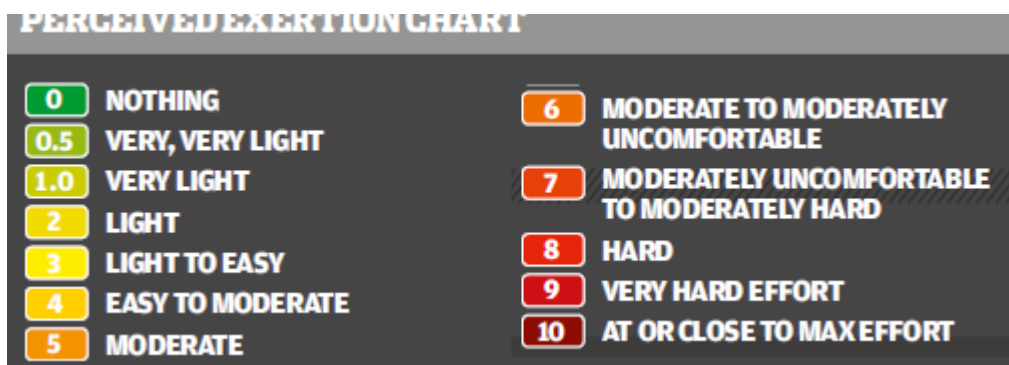 PERCEIVED EXERTION CHART
0 NOTHING
0.5 VERY, VERY LIGHT
1.0 VERY LIGHT
2 LIGHT
3 LIGHT TO EASY
4 EASY TO MODERATE
5 MODERATE
6 MODERATE TO MODERATELY
UNCOMFORTABLE
7 MODERATELY UNCOMFORTABLE
TO MODERATELY HARD
8 HARD
9 VERY HARD EFFORT
10 AT OR CLOSE TO MAX EFFORT